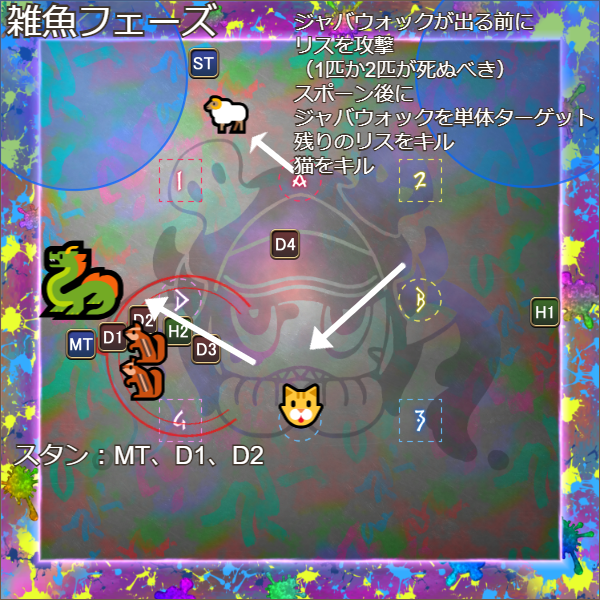 雑魚フェーズ
ジャバウォックが出る前に
リスを攻撃
（1匹か2匹が死ぬべき）
スポーン後に
ジャバウォックを単体ターゲット
残りのリスをキル
猫をキル
ST
1
A
2
D4
D
B
H1
MT
D1
D2
H2
D3
4
3
スタン：MT、D1、D2